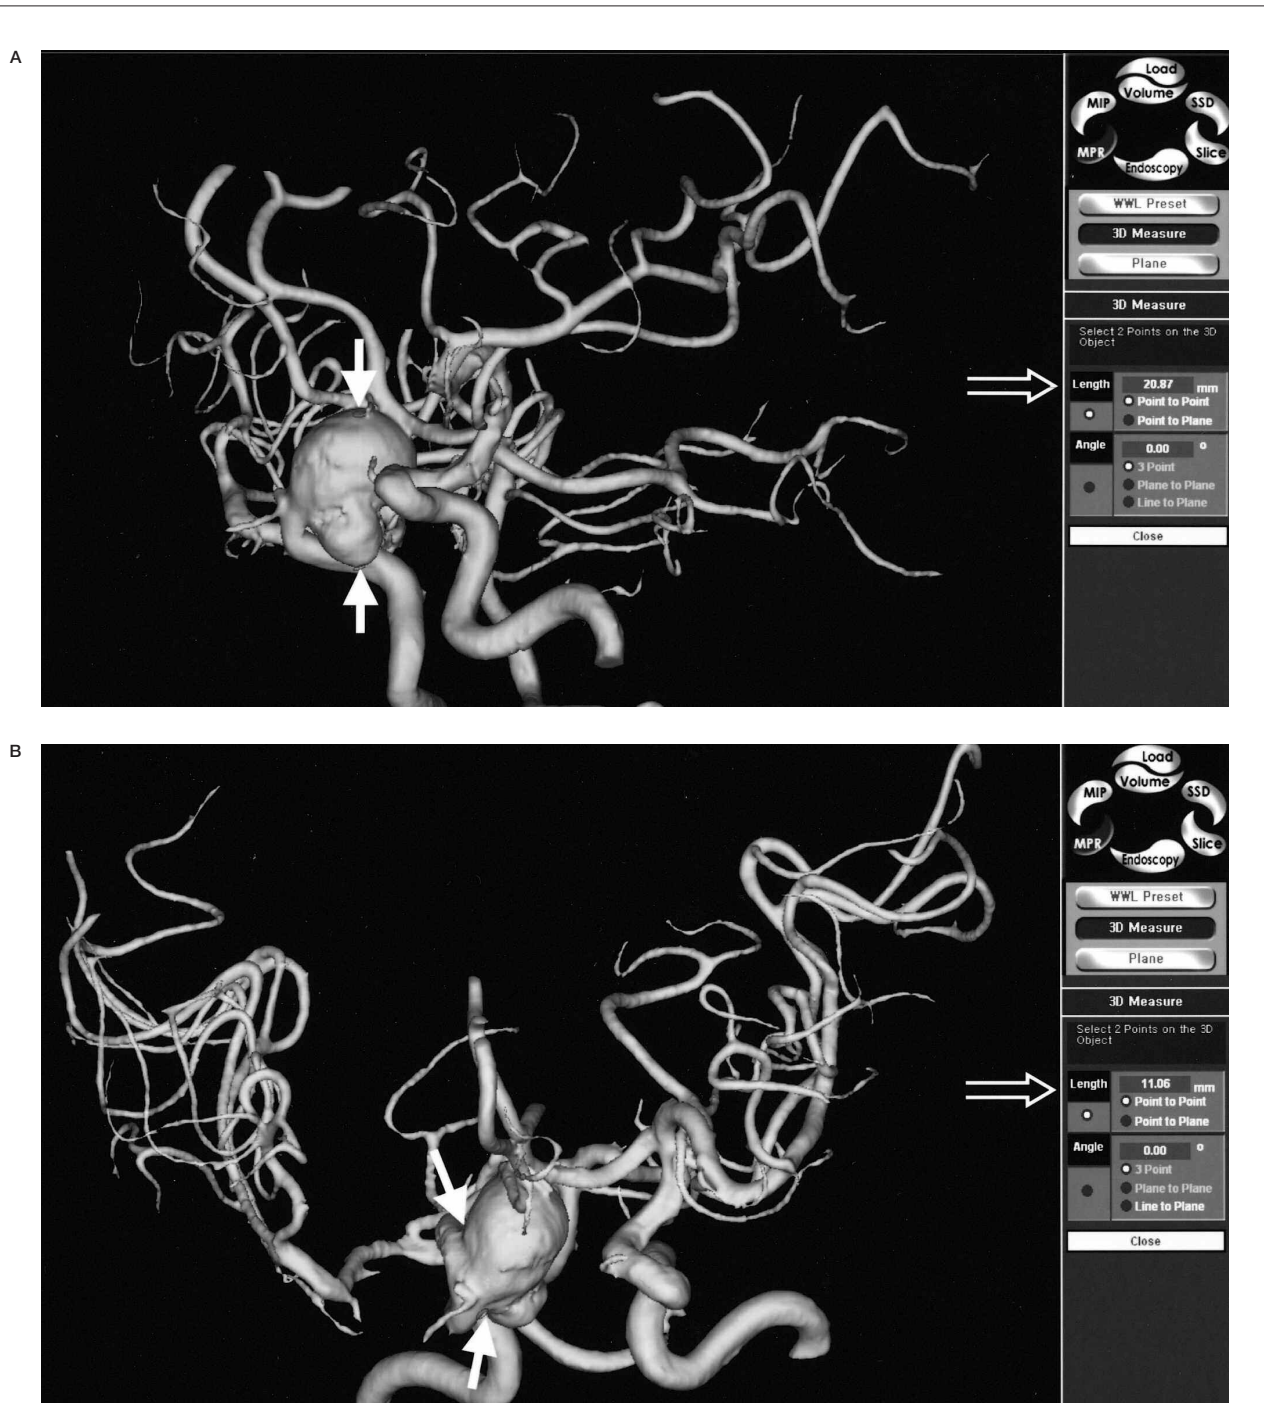 A
Load
Volume
MIP
SSD
MPR
Slice
Endoscopy
WWL Preset
3D Measure
Plane
3D Measure
Select 2 Points on the 3D
Object
Length
20.87 mm
Point to Point
Point to Plane
Angle
0.00 °
3 Point
Plane to Plane
Line to Plane
Close
B
Load
Volume
MIP
SSD
MPR
Slice
Endoscopy
WWL Preset
3D Measure
Plane
3D Measure
Select 2 Points on the 3D
Object
Length
11.06 mm
Point to Point
Point to Plane
Angle
0.00 °
3 Point
Plane to Plane
Line to Plane
Close